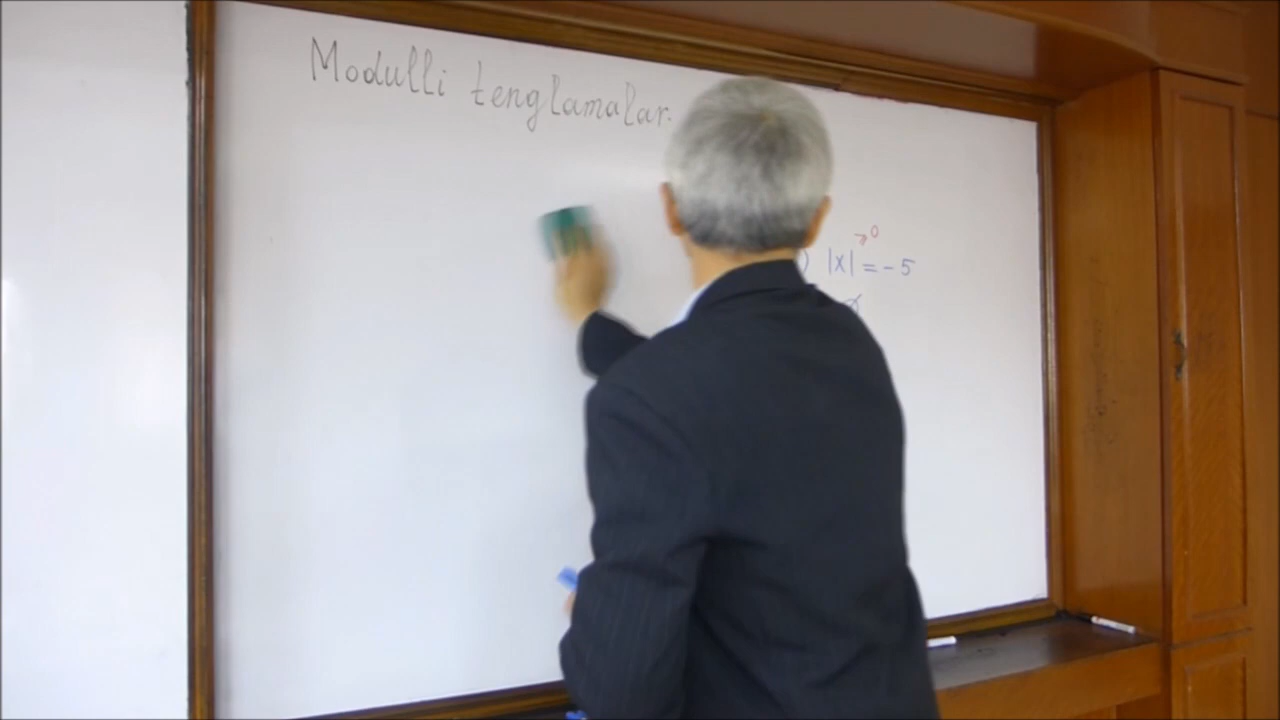 Modulli tenglamalar.
) |x| = - 5
∅